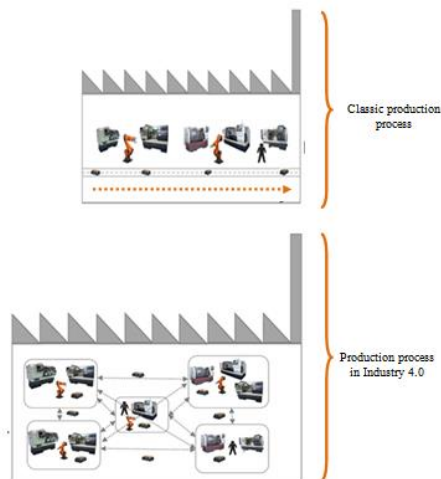 Classic production
process
Production process
in Industry 4.0